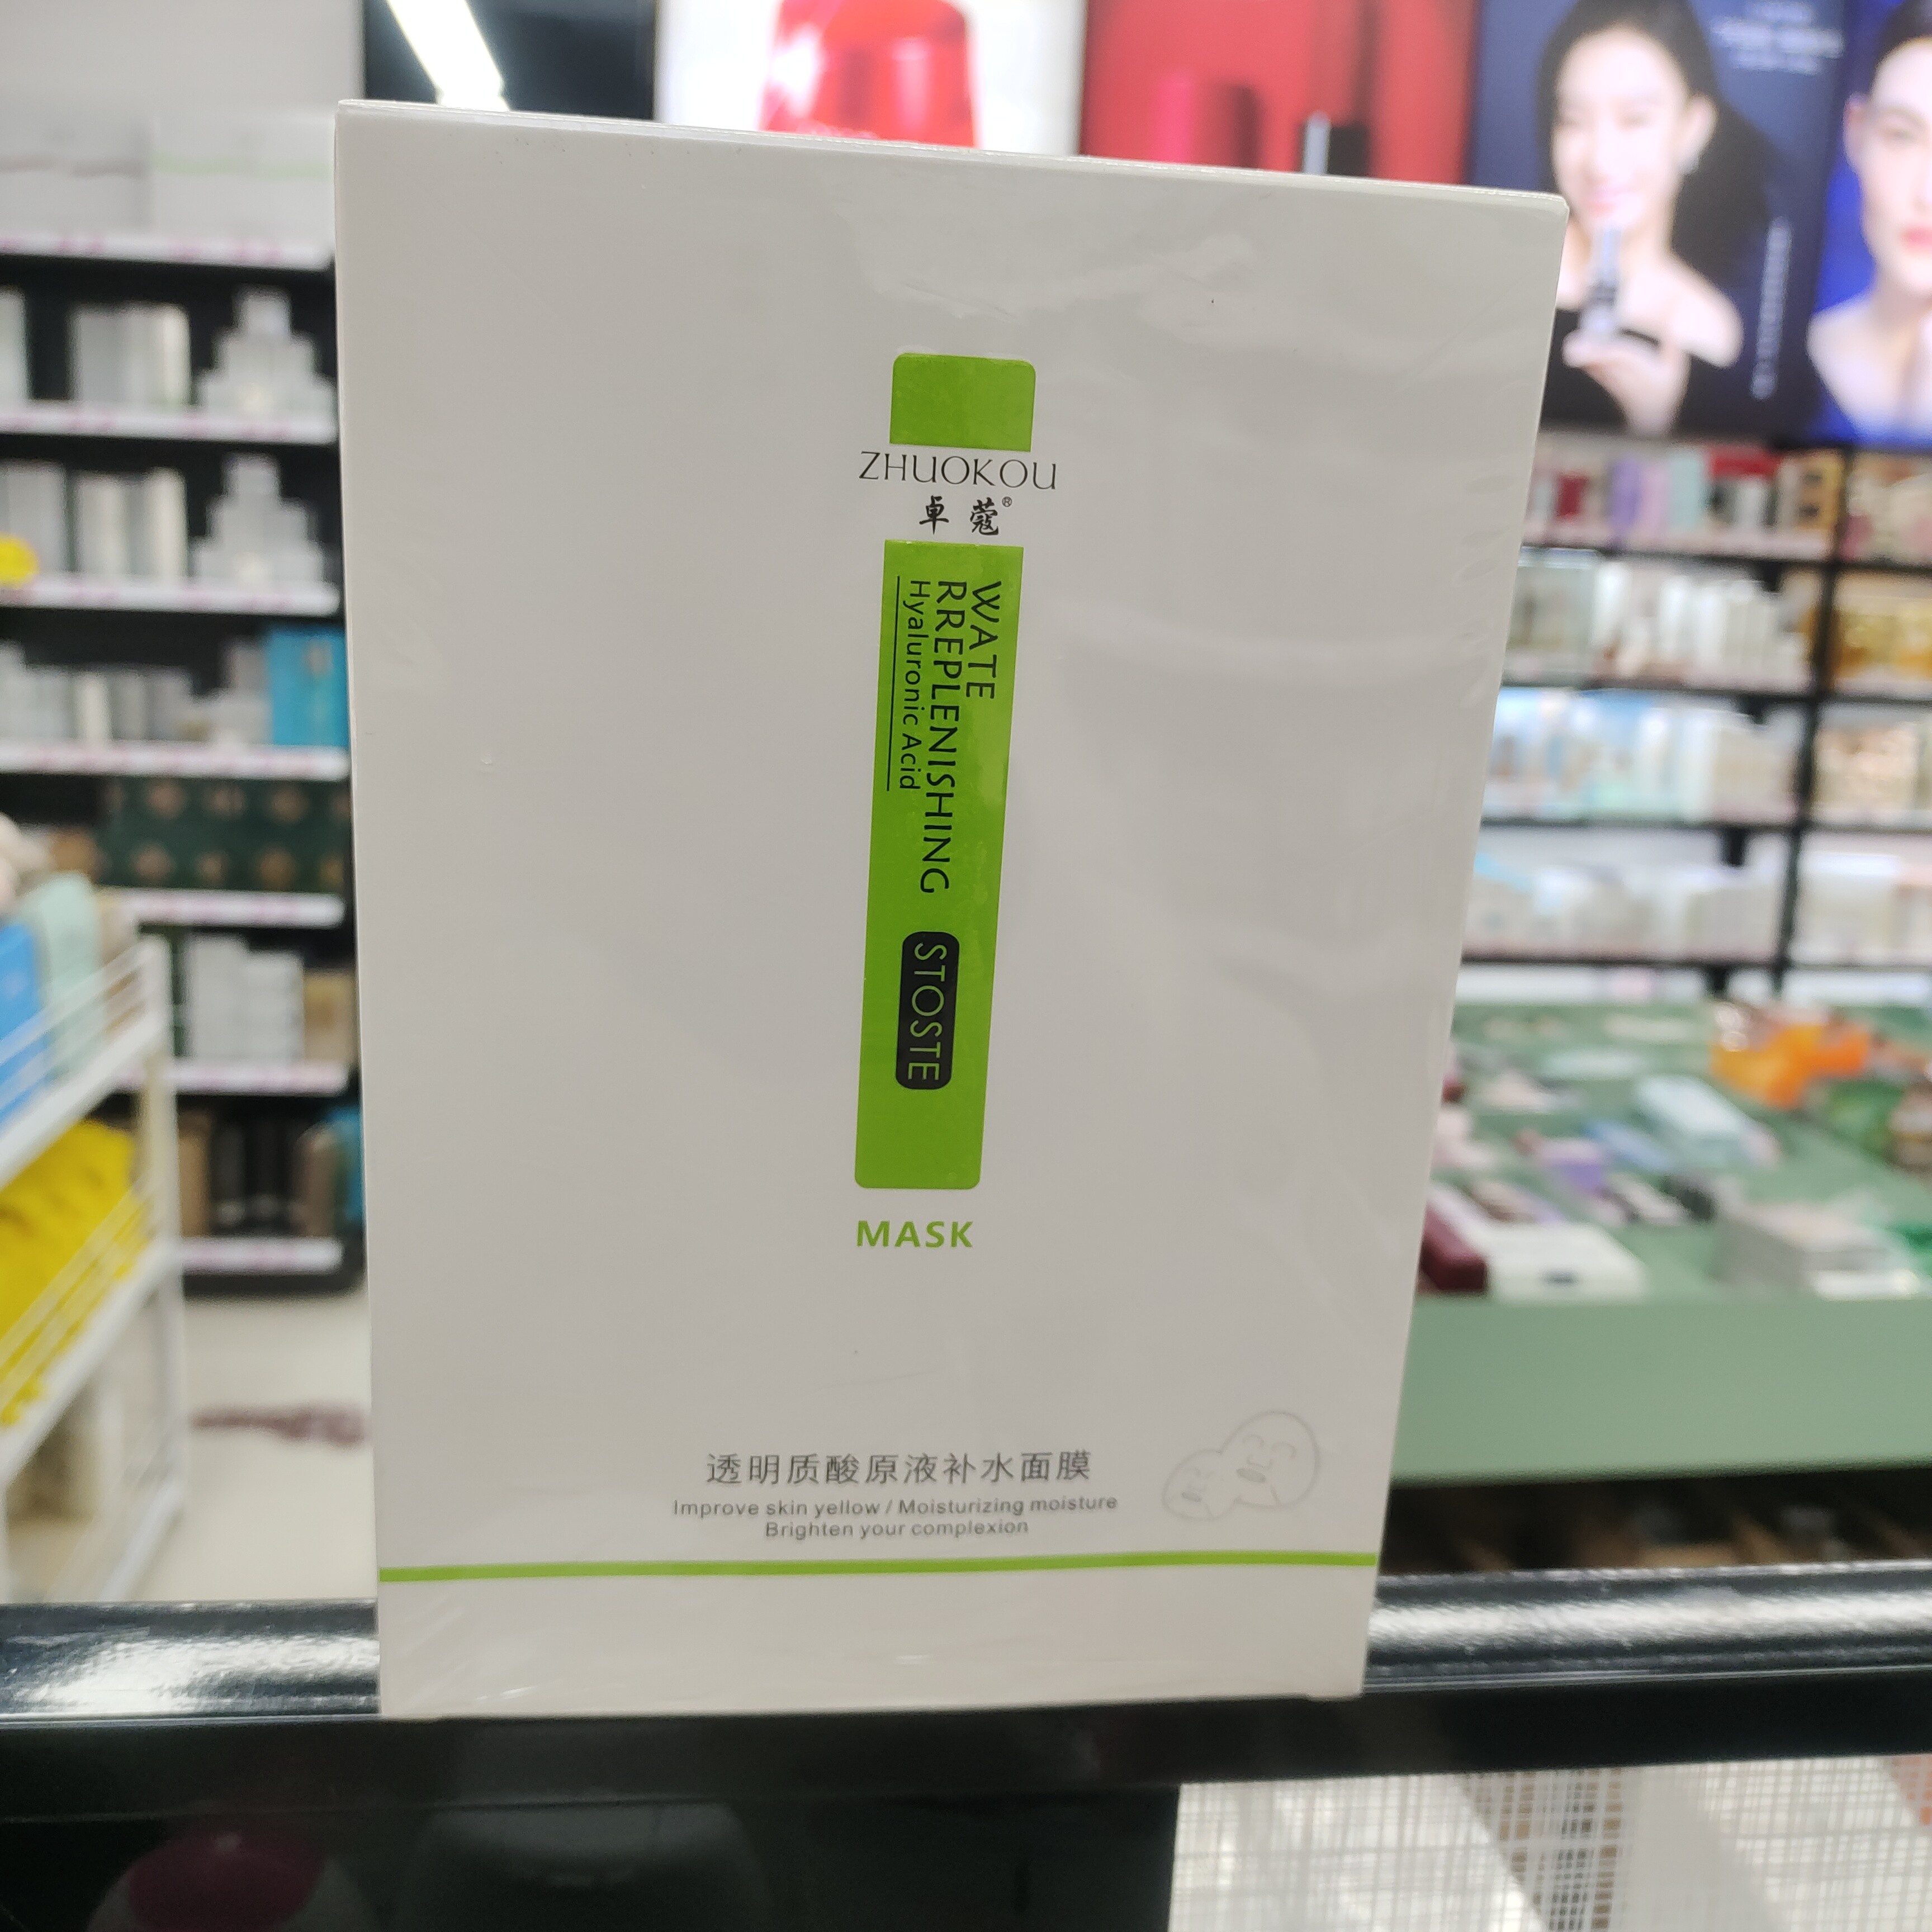 ZHUOKOU
卓蔻®
WATE
RREPLENISHING
Hyaluronic Acid
STOSTE
MASK
透明质酸原液补水面膜
Improve skin yellow / Moisturizing moisture
Brighten your complexion